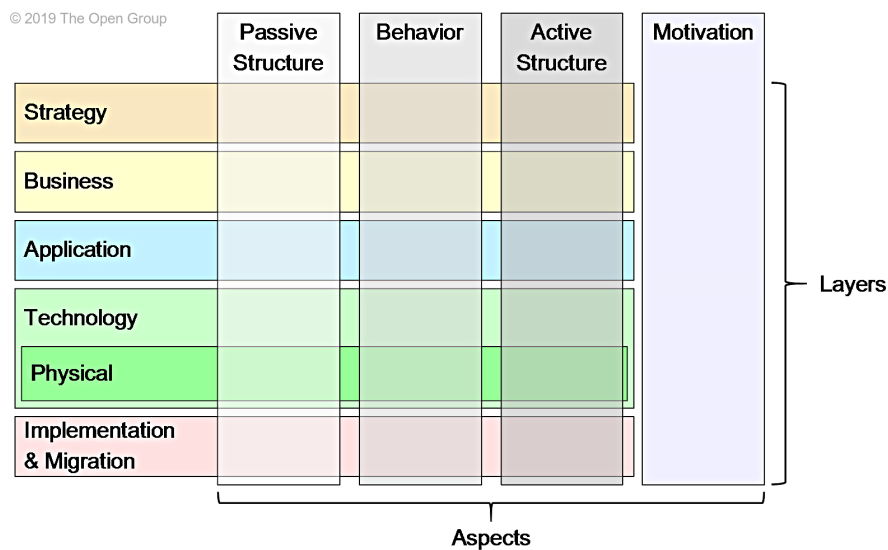 © 2019 The Open Group
Passive
Structure
Behavior
Active
Structure
Motivation
Strategy
Business
Application
Technology
Physical
Implementation
& Migration
Layers
Aspects